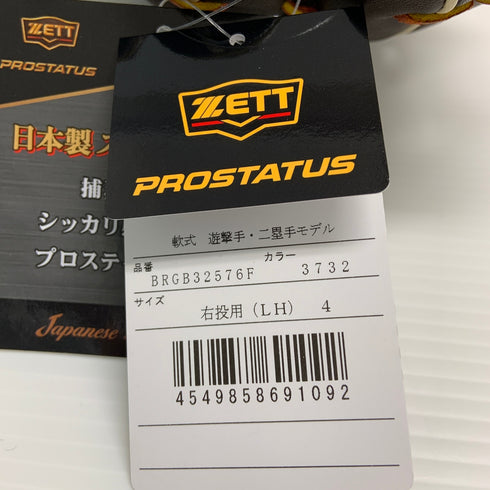 ZETT
PROSTATUS
日本製
捕
シッカリ
プロステ
Japanese
ZETT
PROSTATUS
軟式 遊撃手・二塁手モデル
品番 BRGB32576F カラー 3732
サイズ 右投用(LH) 4
4549858691092